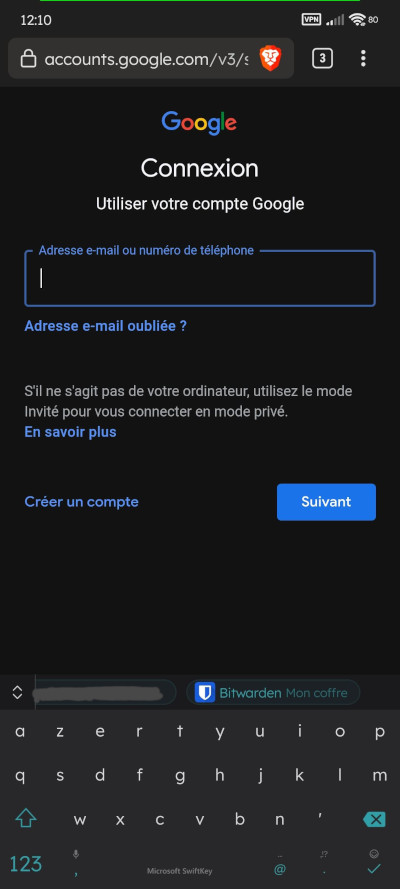 12:10
VPN
80
accounts.google.com/v3/s
3
Google
Connexion
Utiliser votre compte Google
Adresse e-mail ou numéro de téléphone
Adresse e-mail oubliée ?
S'il ne s'agit pas de votre ordinateur, utilisez le mode
Invité pour vous connecter en mode privé.
En savoir plus
Créer un compte
Suivant
Bitwarden Mon coffre
a z e r t y u i o p
q s d f g h j k l m
w x c v b n '
123 , Microsoft SwiftKey @ .